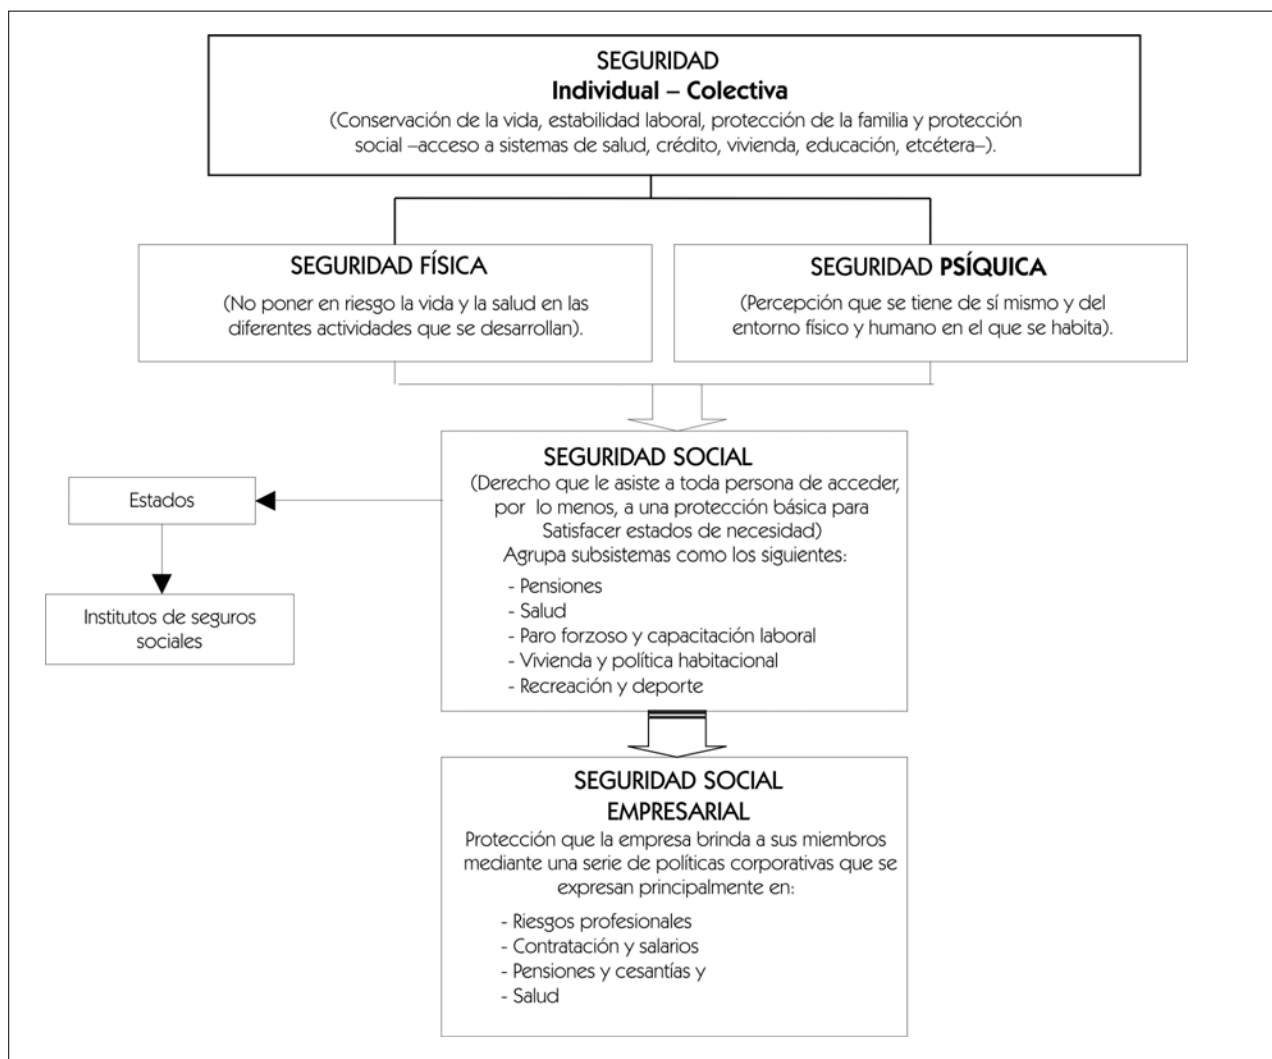 SEGURIDAD
Individual – Colectiva
(Conservación de la vida, estabilidad laboral, protección de la familia y protección
social –acceso a sistemas de salud, crédito, vivienda, educación, etcétera–).
SEGURIDAD FÍSICA
(No poner en riesgo la vida y la salud en las
diferentes actividades que se desarrollan).
SEGURIDAD PSÍQUICA
(Percepción que se tiene de sí mismo y del
entorno físico y humano en el que se habita).
SEGURIDAD SOCIAL
(Derecho que le asiste a toda persona de acceder,
por lo menos, a una protección básica para
Satisfacer estados de necesidad)
Agrupa subsistemas como los siguientes:
- Pensiones
- Salud
- Paro forzoso y capacitación laboral
- Vivienda y política habitacional
- Recreación y deporte
Estados
Institutos de seguros
sociales
SEGURIDAD SOCIAL
EMPRESARIAL
Protección que la empresa brinda a sus miembros
mediante una serie de políticas corporativas que se
expresan principalmente en:
- Riesgos profesionales
- Contratación y salarios
- Pensiones y cesantías y
- Salud